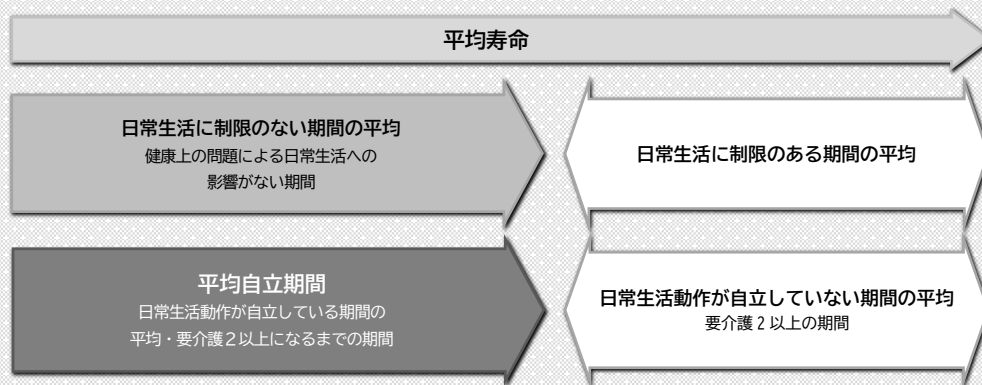 平均寿命
日常生活に制限のない期間の平均
健康上の問題による日常生活への
影響がない期間
日常生活に制限のある期間の平均
平均自立期間
日常生活動作が自立している期間の
平均・要介護２以上になるまでの期間
日常生活動作が自立していない期間の平均
要介護２以上の期間